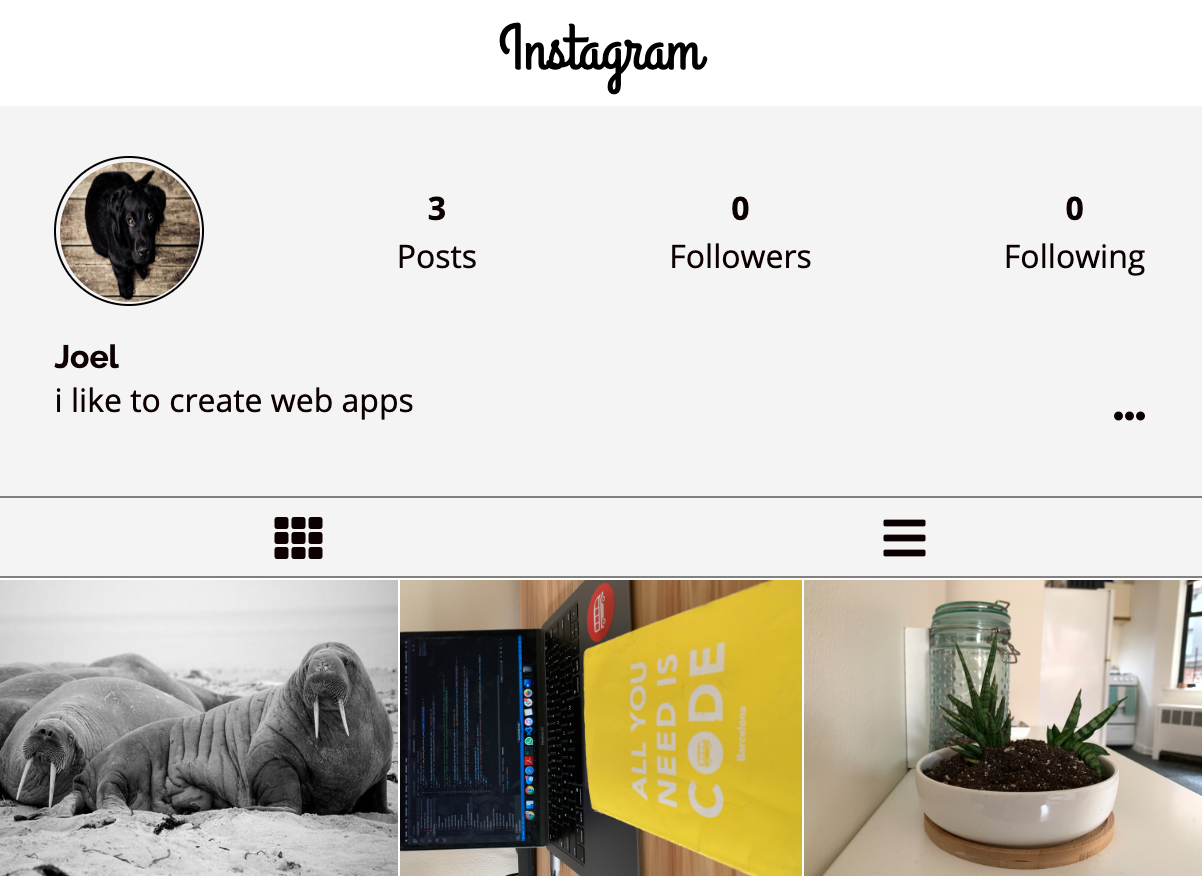 Instagram
3
Posts
0
Followers
0
Following
Joel
i like to create web apps
ALL YOU
NEED IS
CODE
Barcelona